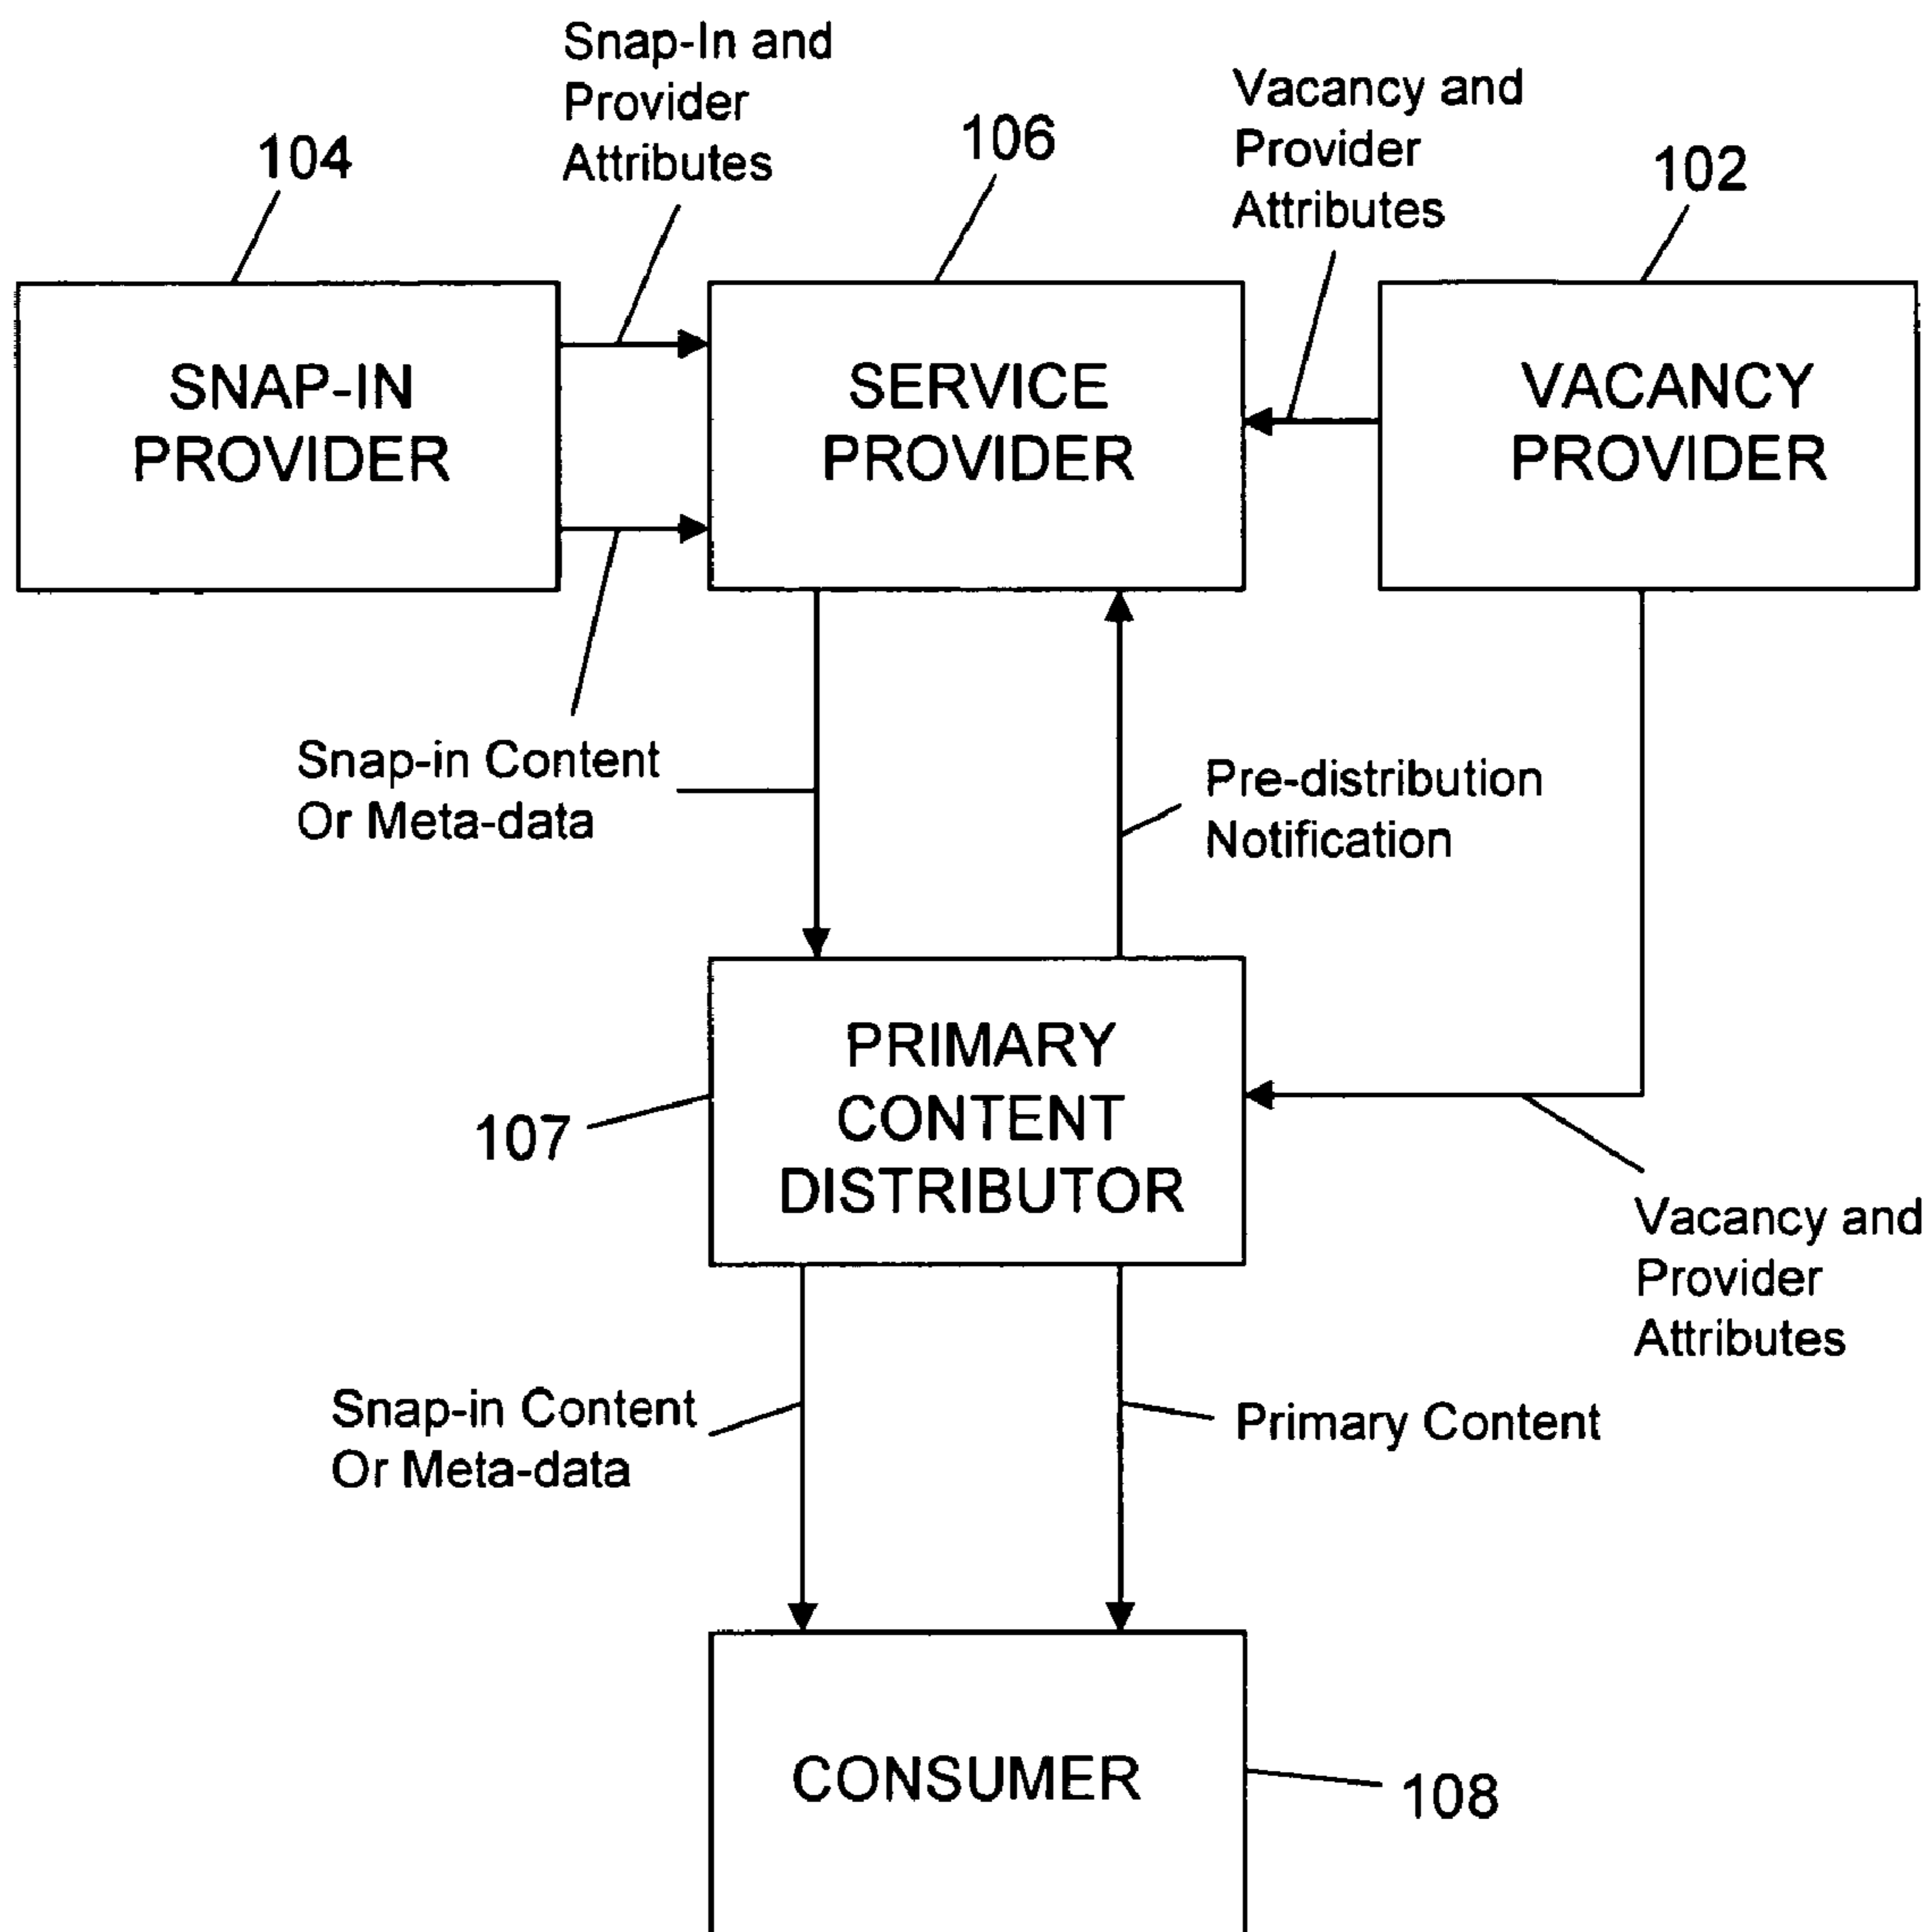 Snap-In and
Provider
Attributes
Vacancy and
Provider
Attributes
104
106
102
SNAP-IN
PROVIDER
SERVICE
PROVIDER
VACANCY
PROVIDER
Snap-in Content
Or Meta-data
Pre-distribution
Notification
PRIMARY
CONTENT
DISTRIBUTOR
107
Vacancy and
Provider
Attributes
Snap-in Content
Or Meta-data
Primary Content
CONSUMER
108